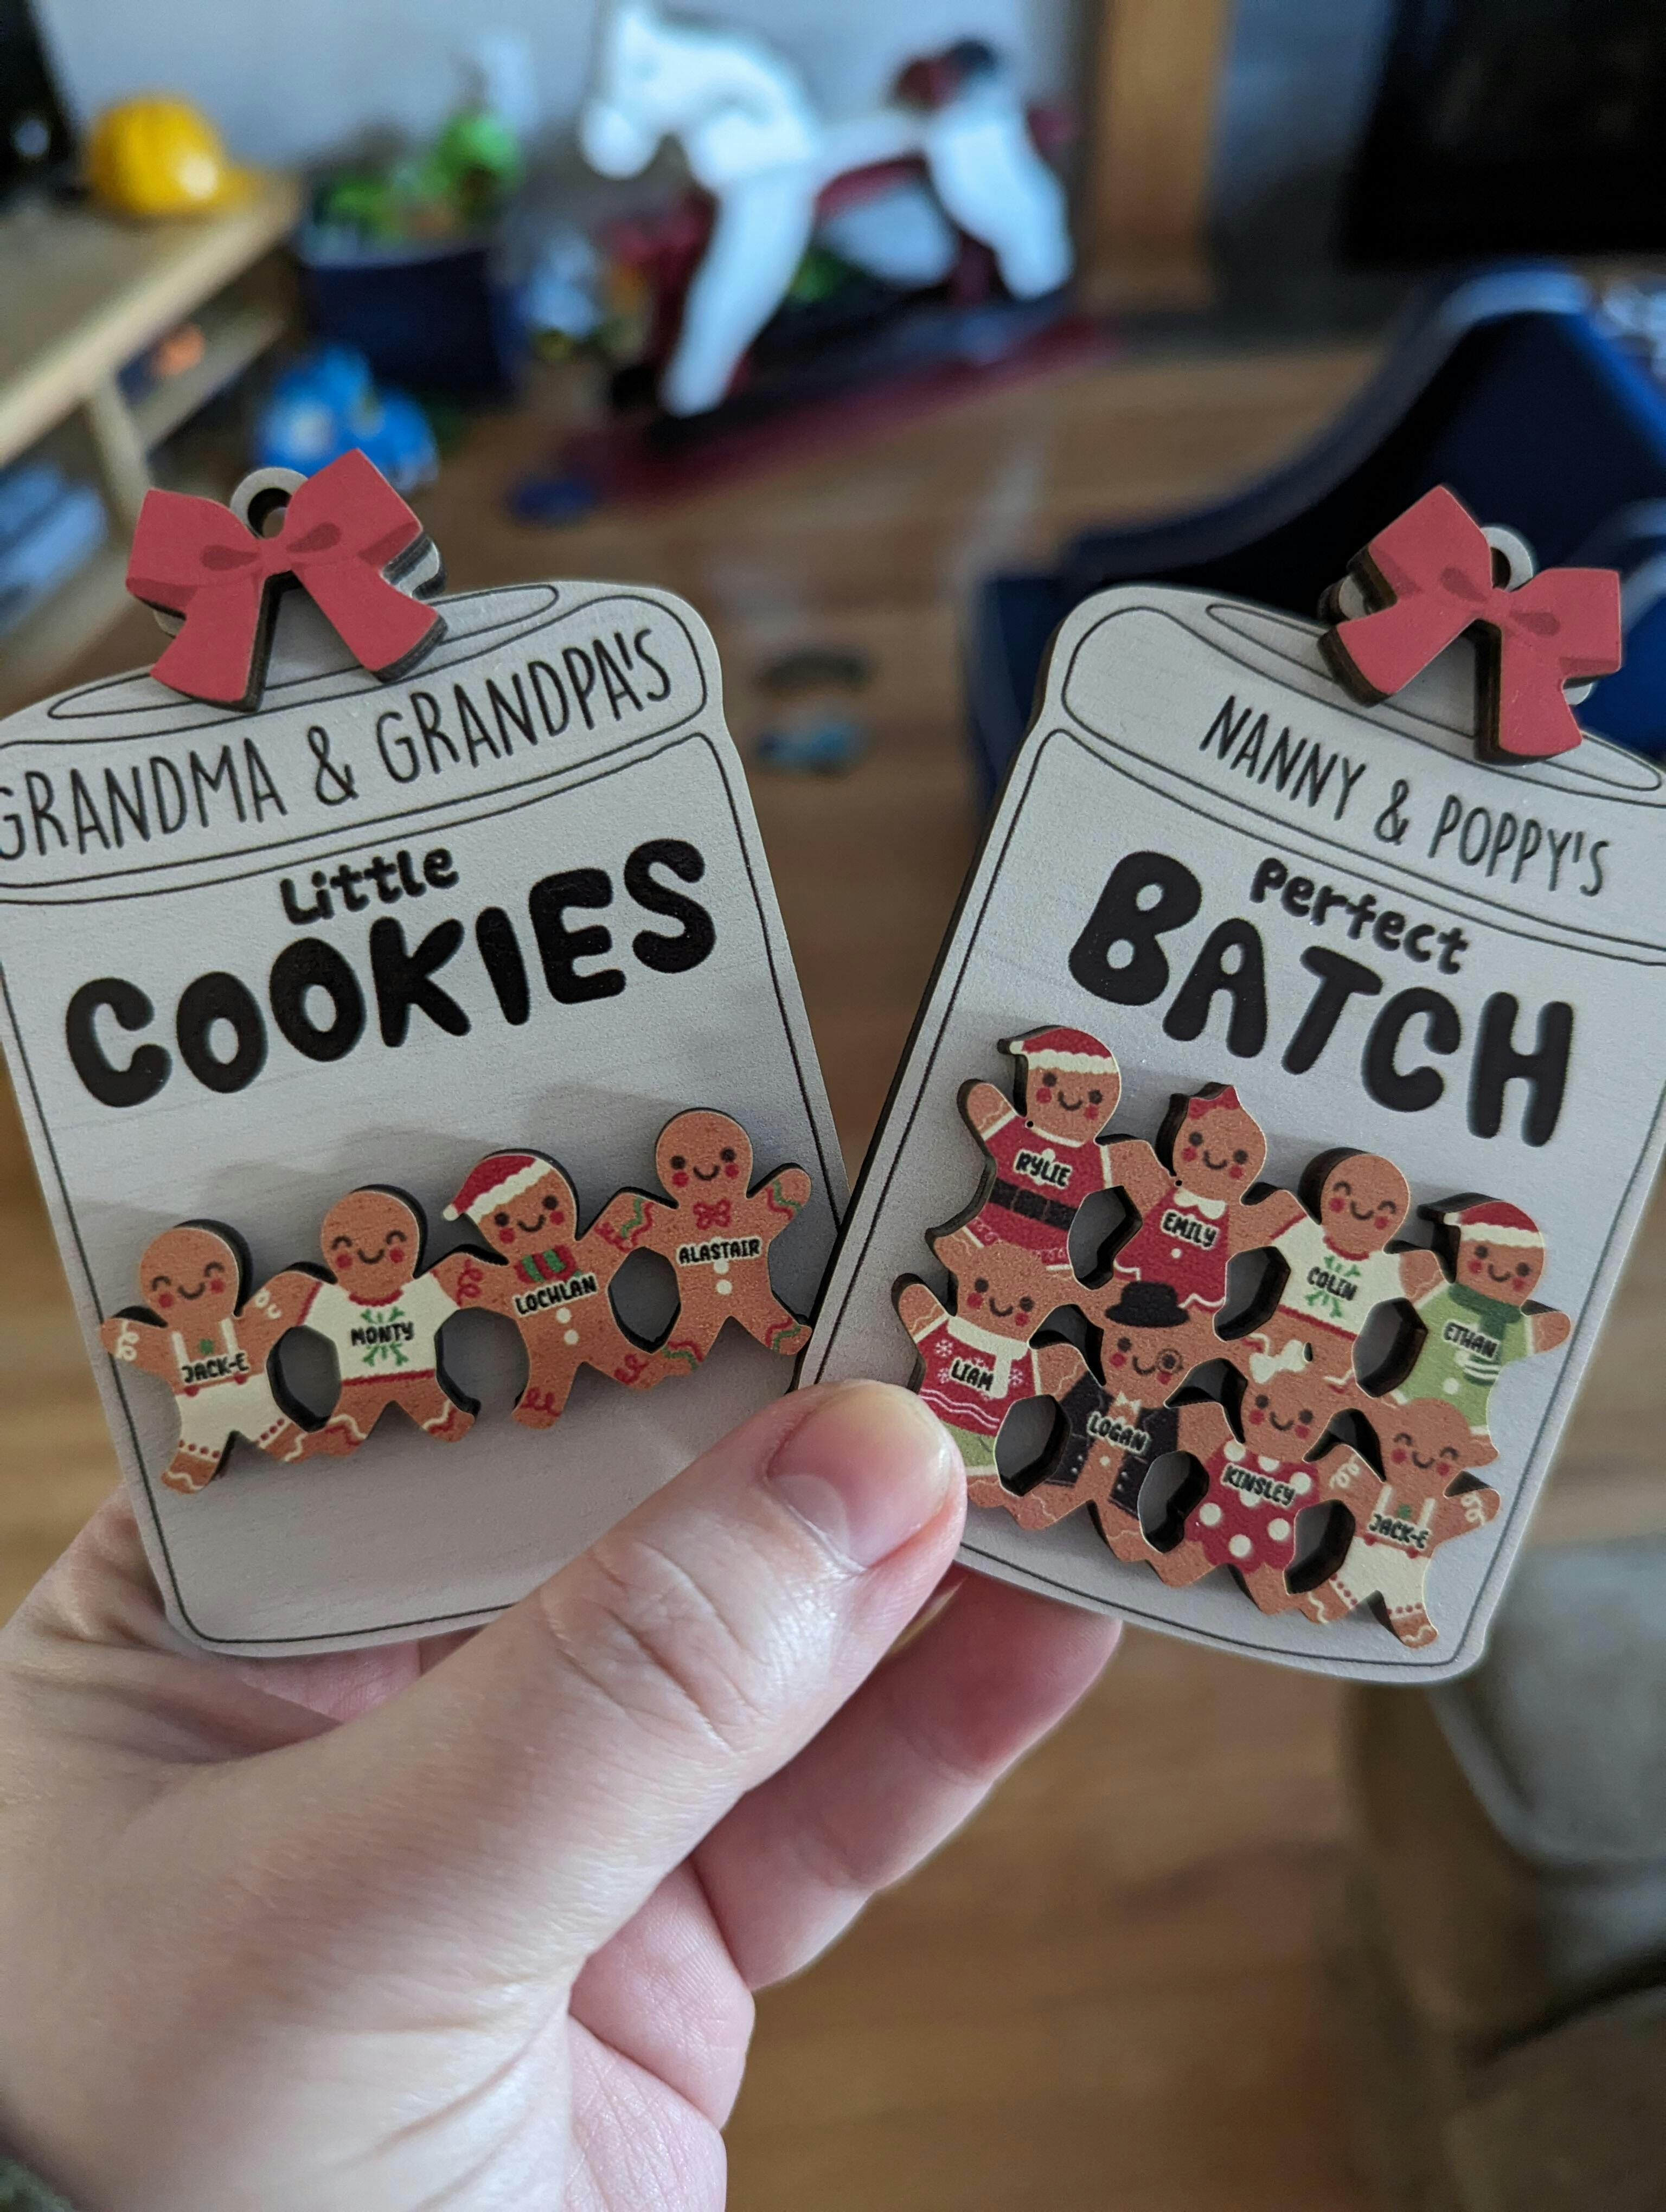 GRANDMA & GRANDPA'S
Little
COOKIES
JACK-E
MONTY
LOCHLAN
ALASTAIR
NANNY & POPPY'S
Perfect
BATCH
RYLIE
EMILY
COLIN
ETHAN
LIAM
LOGAN
KINSLEY
JACK-E